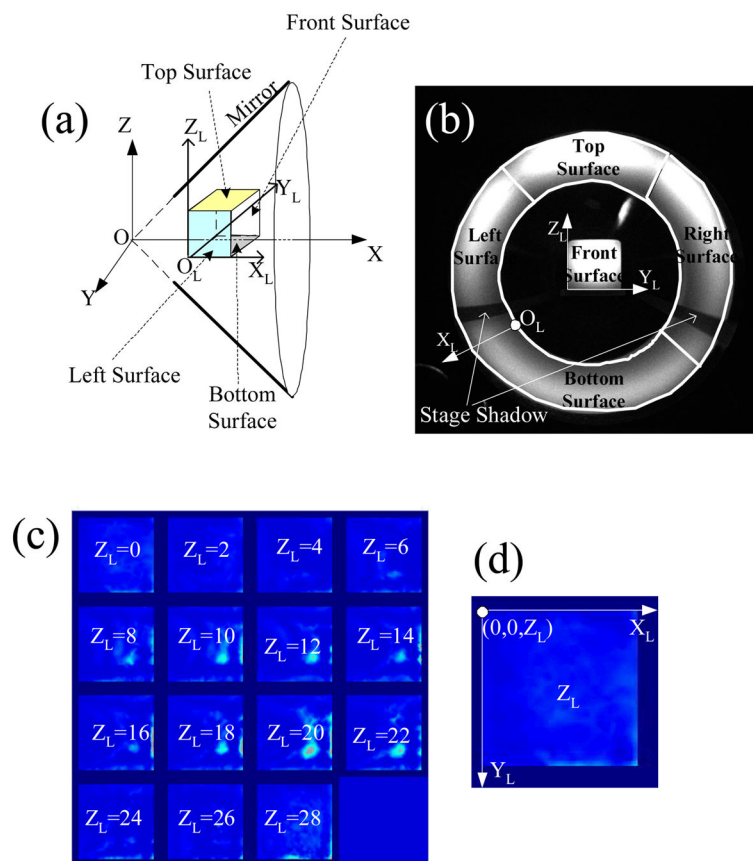 (a)
Front Surface
Top Surface
Mirror
Z
Z_L
Y_L
O
X
Y
O_L
X_L
Left Surface
Bottom
Surface
(b)
Top
Surface
Left
Surfa
Z_L
Front
Surface
Right
Surface
Y_L
O_L
X_L
Bottom
Surface
Stage Shadow
(c)
Z_L=0 Z_L=2 Z_L=4 Z_L=6
Z_L=8 Z_L=10 Z_L=12 Z_L=14
Z_L=16 Z_L=18 Z_L=20 Z_L=22
Z_L=24 Z_L=26 Z_L=28
(d)
(0,0,Z_L)
X_L
Z_L
Y_L